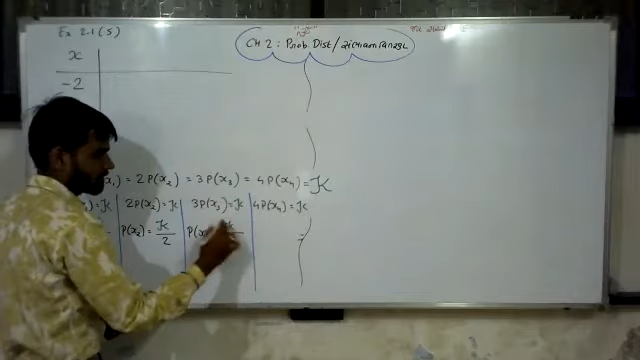 Ex 2.1 (5)
CH 2: Prob Dist/
x
-2
x₁) = 2P(x₂) = 3P(x₃) = 4P(x₄) = K
) = K 2P(x₂) = K 3P(x₃) = K 4P(x₄) = K
P(x₂) = K/2 P(x